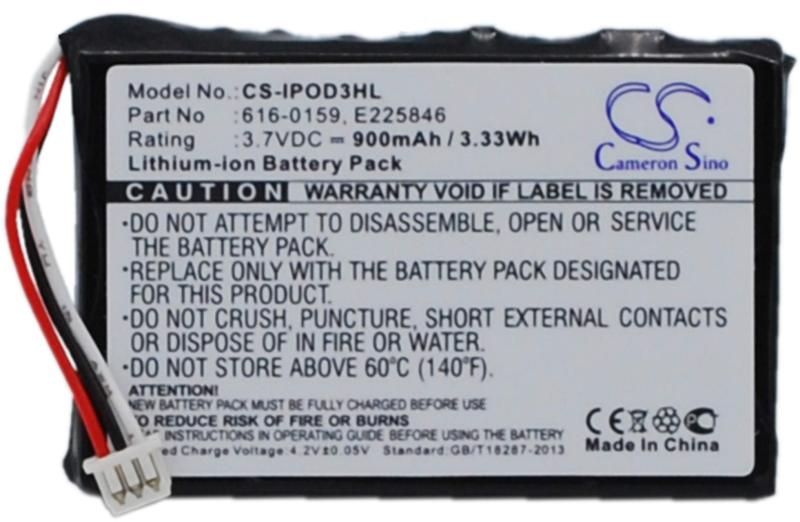 Model No.: CS-IPOD3HL
Part No : 616-0159, E225846
Rating : 3.7VDC ⎓ 900mAh / 3.33Wh
Lithium-ion Battery Pack
CS
Cameron Sino
CAUTION WARRANTY VOID IF LABEL IS REMOVED
·DO NOT ATTEMPT TO DISASSEMBLE, OPEN OR SERVICE
THE BATTERY PACK.
·REPLACE ONLY WITH THE BATTERY PACK DESIGNATED
FOR THIS PRODUCT.
·DO NOT CRUSH, PUNCTURE, SHORT EXTERNAL CONTACTS
OR DISPOSE OF IN FIRE OR WATER.
·DO NOT STORE ABOVE 60°C (140°F).
ATTENTION!
NEW BATTERY PACK MUST BE FULLY CHARGED BEFORE USE
TO REDUCE RISK OF FIRE OR BURNS
BEFORE USING THE BATTERY PACK, READ THE INSTRUCTION
Charge Voltage:4.2V±0.05V Standard:GB/T18287-2013
CE
Made In China